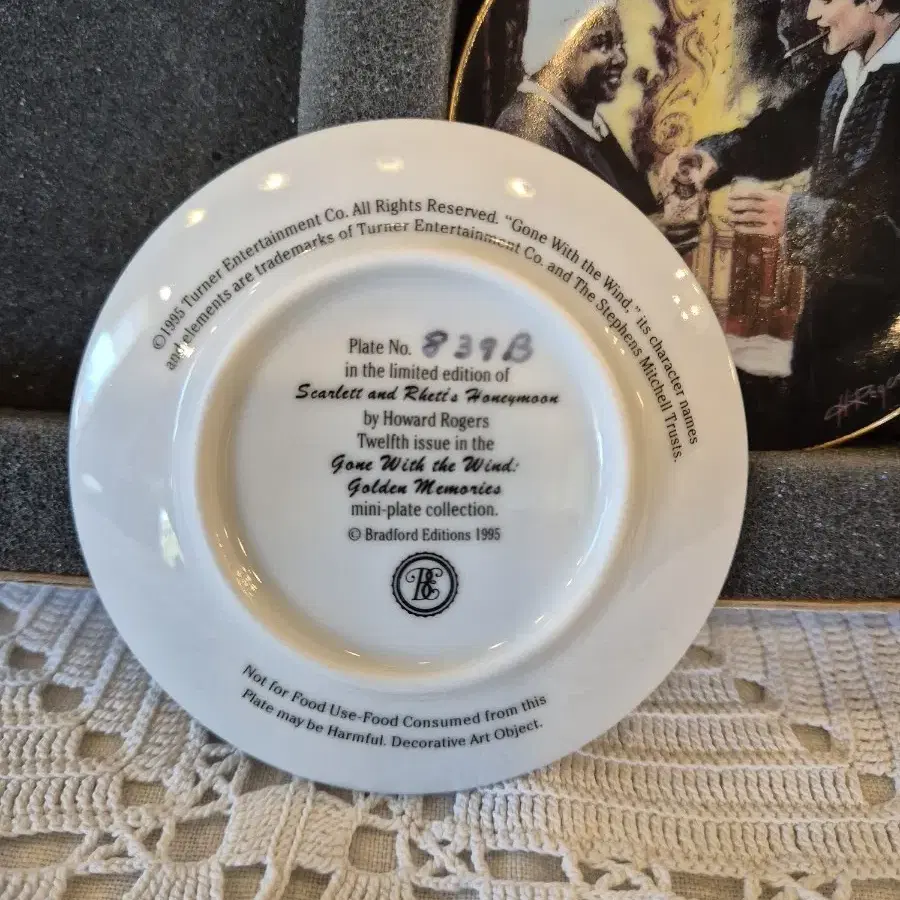 ©1995 Turner Entertainment Co. All Rights Reserved. "Gone With the Wind," its character names
and elements are trademarks of Turner Entertainment Co. and The Stephens Mitchell Trusts.
Plate No. 839B
in the limited edition of
Scarlett and Rhett's Honeymoon
by Howard Rogers
Twelfth issue in the
Gone With the Wind:
Golden Memories
mini-plate collection.
© Bradford Editions 1995
BE
Not for Food Use-Food Consumed from this
Plate may be Harmful. Decorative Art Object.